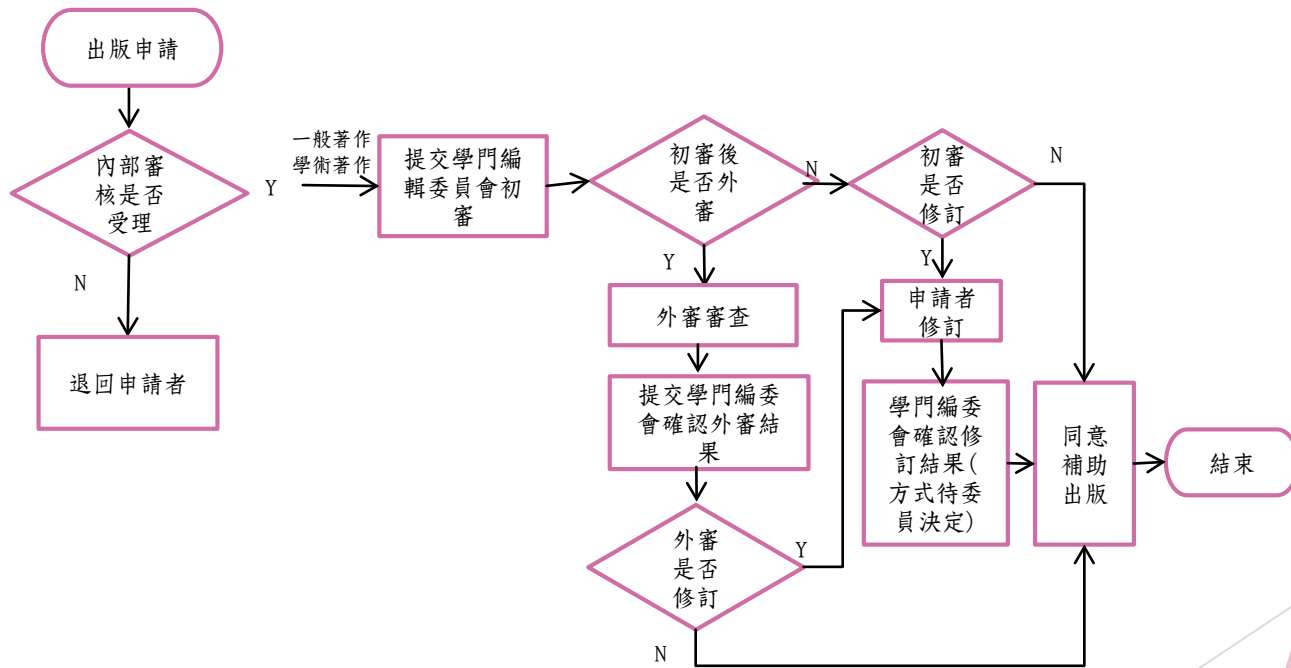 出版申請
內部審
核是否
受理
Y
N
退回申請者
一般著作
學術著作
提交學門編
輯委員會初
審
初審後
是否外
審
N
Y
外審審查
提交學門編委
會確認外審結
果
外審
是否
修訂
Y
N
初審
是否
修訂
N
Y
申請者
修訂
學門編委
會確認修
訂結果(
方式待委
員決定)
同意
補助
出版
結束